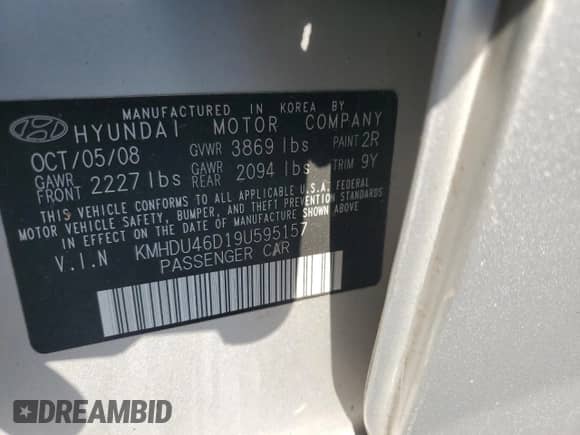 MANUFACTURED IN KOREA BY
HYUNDAI MOTOR COMPANY
OCT/05/08 GVWR 3869 lbs PAINT 2R
GAWR FRONT 2227 lbs GAWR REAR 2094 lbs TRIM 9Y
THIS VEHICLE CONFORMS TO ALL APPLICABLE U.S.A. FEDERAL
MOTOR VEHICLE SAFETY, BUMPER, AND THEFT PREVENTION STANDARDS
IN EFFECT ON THE DATE OF MANUFACTURE SHOWN ABOVE
V.I.N KMHDU46D19U595157
PASSENGER CAR
DREAMBID